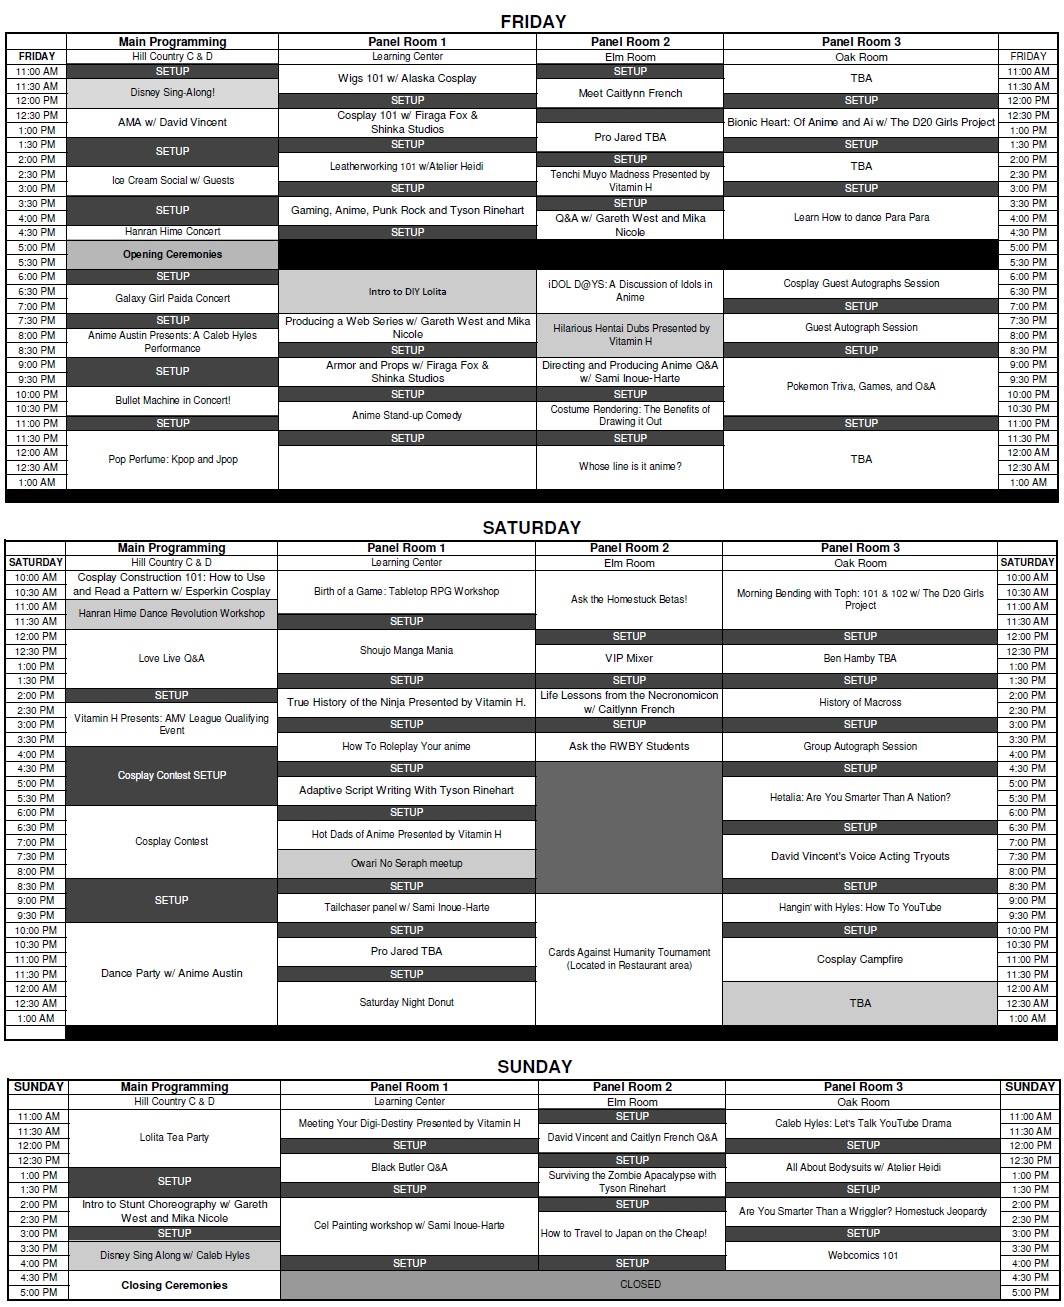 FRIDAY
Main Programming Panel Room 1 Panel Room 2 Panel Room 3
FRIDAY Hill Country C & D Learning Center Elm Room Oak Room FRIDAY
11:00 AM SETUP SETUP 11:00 AM
Wigs 101 w/ Alaska Cosplay TBA
11:30 AM 11:30 AM
Disney Sing-Along! Meet Caitlynn French
12:00 PM SETUP SETUP 12:00 PM
12:30 PM Cosplay 101 w/ Firaga Fox & 12:30 PM
AMA w/ David Vincent Bionic Heart: Of Anime and Ai w/ The D20 Girls Project
1:00 PM Shinka Studios 1:00 PM
Pro Jared TBA
1:30 PM SETUP SETUP 1:30 PM
SETUP
2:00 PM SETUP 2:00 PM
Leatherworking 101 w/Atelier Heidi TBA
2:30 PM Tenchi Muyo Madness Presented by 2:30 PM
Ice Cream Social w/ Guests
3:00 PM SETUP Vitamin H SETUP 3:00 PM
3:30 PM SETUP 3:30 PM
SETUP Gaming, Anime, Punk Rock and Tyson Rinehart
4:00 PM Q&A w/ Gareth West and Mika Learn How to dance Para Para 4:00 PM
4:30 PM Hanran Hime Concert SETUP Nicole 4:30 PM
5:00 PM 5:00 PM
Opening Ceremonies
5:30 PM 5:30 PM
6:00 PM SETUP 6:00 PM
iDOL D@YS: A Discussion of Idols in Cosplay Guest Autographs Session
6:30 PM Intro to DIY Lolita 6:30 PM
Galaxy Girl Paida Concert Anime
7:00 PM SETUP 7:00 PM
7:30 PM SETUP Producing a Web Series w/ Gareth West and Mika 7:30 PM
Hilarious Hentai Dubs Presented by Guest Autograph Session
8:00 PM Anime Austin Presents: A Caleb Hyles Nicole 8:00 PM
Vitamin H
8:30 PM Performance SETUP SETUP 8:30 PM
9:00 PM Armor and Props w/ Firaga Fox & Directing and Producing Anime Q&A 9:00 PM
SETUP
9:30 PM Shinka Studios w/ Sami Inoue-Harte 9:30 PM
Pokemon Triva, Games, and O&A
10:00 PM SETUP SETUP 10:00 PM
Bullet Machine in Concert!
10:30 PM Costume Rendering: The Benefits of 10:30 PM
Anime Stand-up Comedy
11:00 PM SETUP Drawing it Out SETUP 11:00 PM
11:30 PM SETUP SETUP 11:30 PM
12:00 AM 12:00 AM
Pop Perfume: Kpop and Jpop TBA
12:30 AM Whose line is it anime? 12:30 AM
1:00 AM 1:00 AM
SATURDAY
Main Programming Panel Room 1 Panel Room 2 Panel Room 3
SATURDAY Hill Country C & D Learning Center Elm Room Oak Room SATURDAY
10:00 AM Cosplay Construction 101: How to Use 10:00 AM
10:30 AM and Read a Pattern w/ Esperkin Cosplay Birth of a Game: Tabletop RPG Workshop Morning Bending with Toph: 101 & 102 w/ The D20 Girls 10:30 AM
Ask the Homestuck Betas!
11:00 AM Project 11:00 AM
Hanran Hime Dance Revolution Workshop
11:30 AM SETUP 11:30 AM
12:00 PM SETUP SETUP 12:00 PM
12:30 PM Shoujo Manga Mania 12:30 PM
Love Live Q&A VIP Mixer Ben Hamby TBA
1:00 PM 1:00 PM
1:30 PM SETUP SETUP 1:30 PM
2:00 PM SETUP Life Lessons from the Necronomicon 2:00 PM
True History of the Ninja Presented by Vitamin H. History of Macross
2:30 PM w/ Caitlynn French 2:30 PM
Vitamin H Presents: AMV League Qualifying
3:00 PM SETUP SETUP SETUP 3:00 PM
Event
3:30 PM 3:30 PM
How To Roleplay Your anime Ask the RWBY Students Group Autograph Session
4:00 PM 4:00 PM
4:30 PM SETUP SETUP 4:30 PM
Cosplay Contest SETUP
5:00 PM 5:00 PM
Adaptive Script Writing With Tyson Rinehart
5:30 PM Hetalia: Are You Smarter Than A Nation? 5:30 PM
6:00 PM SETUP 6:00 PM
6:30 PM SETUP 6:30 PM
Hot Dads of Anime Presented by Vitamin H
7:00 PM Cosplay Contest 7:00 PM
7:30 PM David Vincent's Voice Acting Tryouts 7:30 PM
Owari No Seraph meetup
8:00 PM 8:00 PM
8:30 PM SETUP SETUP 8:30 PM
9:00 PM SETUP 9:00 PM
Tailchaser panel w/ Sami Inoue-Harte Hangin' with Hyles: How To YouTube
9:30 PM 9:30 PM
10:00 PM SETUP SETUP 10:00 PM
10:30 PM 10:30 PM
Pro Jared TBA Cards Against Humanity Tournament
11:00 PM Cosplay Campfire 11:00 PM
(Located in Restaurant area)
11:30 PM Dance Party w/ Anime Austin SETUP 11:30 PM
12:00 AM 12:00 AM
12:30 AM Saturday Night Donut TBA 12:30 AM
1:00 AM 1:00 AM
SUNDAY
SUNDAY Main Programming Panel Room 1 Panel Room 2 Panel Room 3 SUNDAY
Hill Country C & D Learning Center Elm Room Oak Room
11:00 AM SETUP 11:00 AM
Meeting Your Digi-Destiny Presented by Vitamin H Caleb Hyles: Let's Talk YouTube Drama
11:30 AM 11:30 AM
Lolita Tea Party David Vincent and Caitlyn French Q&A
12:00 PM SETUP SETUP 12:00 PM
12:30 PM SETUP 12:30 PM
Black Butler Q&A All About Bodysuits w/ Atelier Heidi
1:00 PM Surviving the Zombie Apacalypse with 1:00 PM
SETUP
1:30 PM SETUP Tyson Rinehart SETUP 1:30 PM
2:00 PM Intro to Stunt Choreography w/ Gareth SETUP 2:00 PM
Are You Smarter Than a Wriggler? Homestuck Jeopardy
2:30 PM West and Mika Nicole Cel Painting workshop w/ Sami Inoue-Harte 2:30 PM
3:00 PM SETUP How to Travel to Japan on the Cheap! SETUP 3:00 PM
3:30 PM 3:30 PM
Disney Sing Along w/ Caleb Hyles Webcomics 101
4:00 PM SETUP SETUP 4:00 PM
4:30 PM 4:30 PM
Closing Ceremonies CLOSED
5:00 PM 5:00 PM